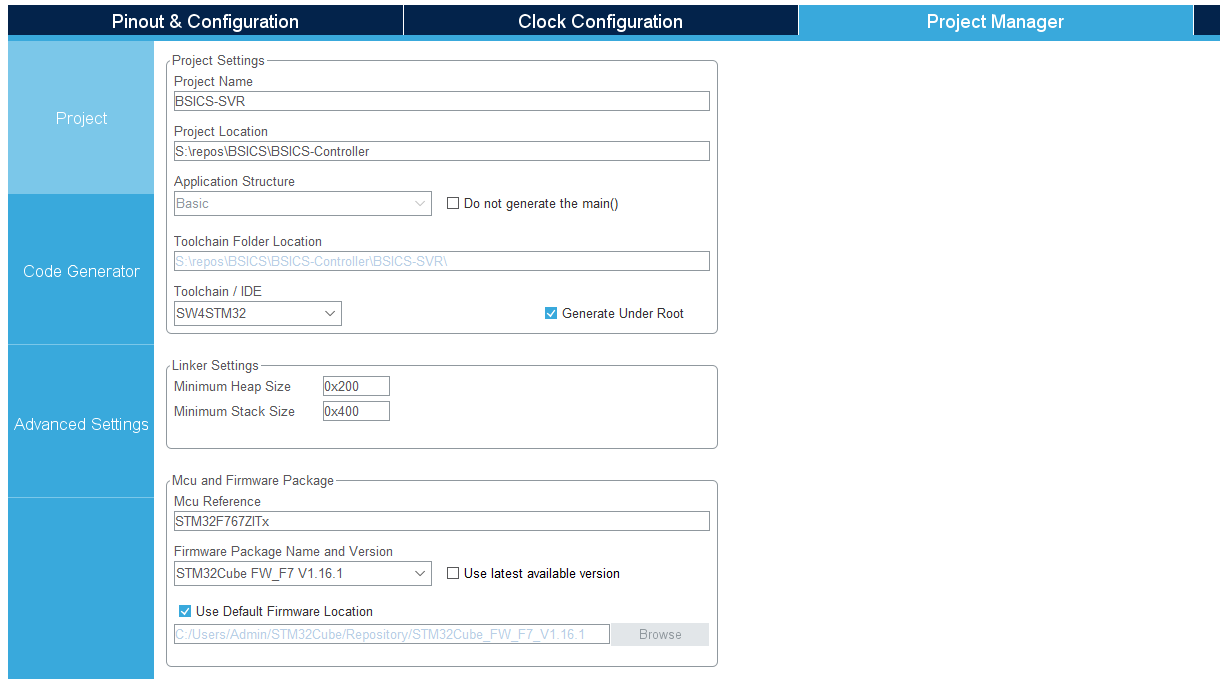 Pinout & Configuration
Clock Configuration
Project Manager
Project
Code Generator
Advanced Settings
Project Settings
Project Name
BSICS-SVR
Project Location
S:\repos\BSICS\BSICS-Controller
Application Structure
Basic
Do not generate the main()
Toolchain Folder Location
S:\repos\BSICS\BSICS-Controller\BSICS-SVR\
Toolchain / IDE
SW4STM32
Generate Under Root
Linker Settings
Minimum Heap Size
0x200
Minimum Stack Size
0x400
Mcu and Firmware Package
Mcu Reference
STM32F767ZITx
Firmware Package Name and Version
STM32Cube FW_F7 V1.16.1
Use latest available version
Use Default Firmware Location
C:/Users/Admin/STM32Cube/Repository/STM32Cube_FW_F7_V1.16.1
Browse